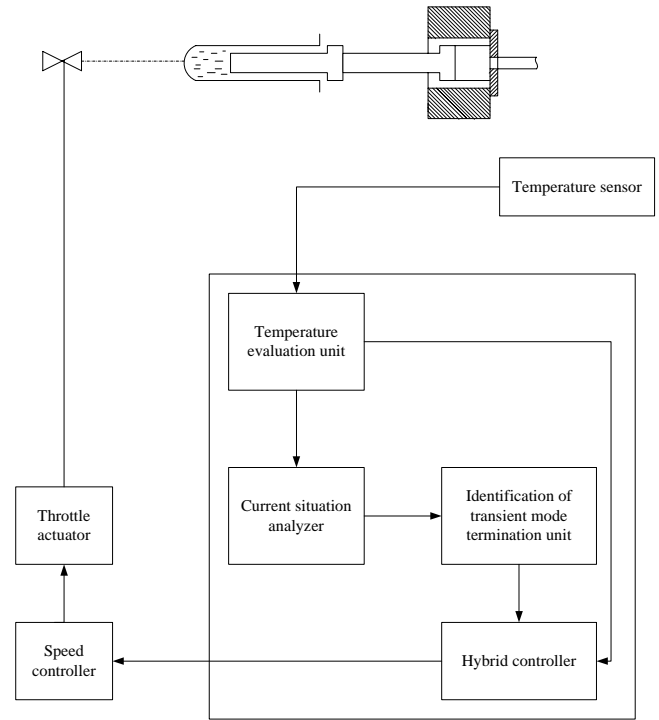 Temperature sensor
Temperature
evaluation unit
Current situation
analyzer
Identification of
transient mode
termination unit
Throttle
actuator
Speed
controller
Hybrid controller